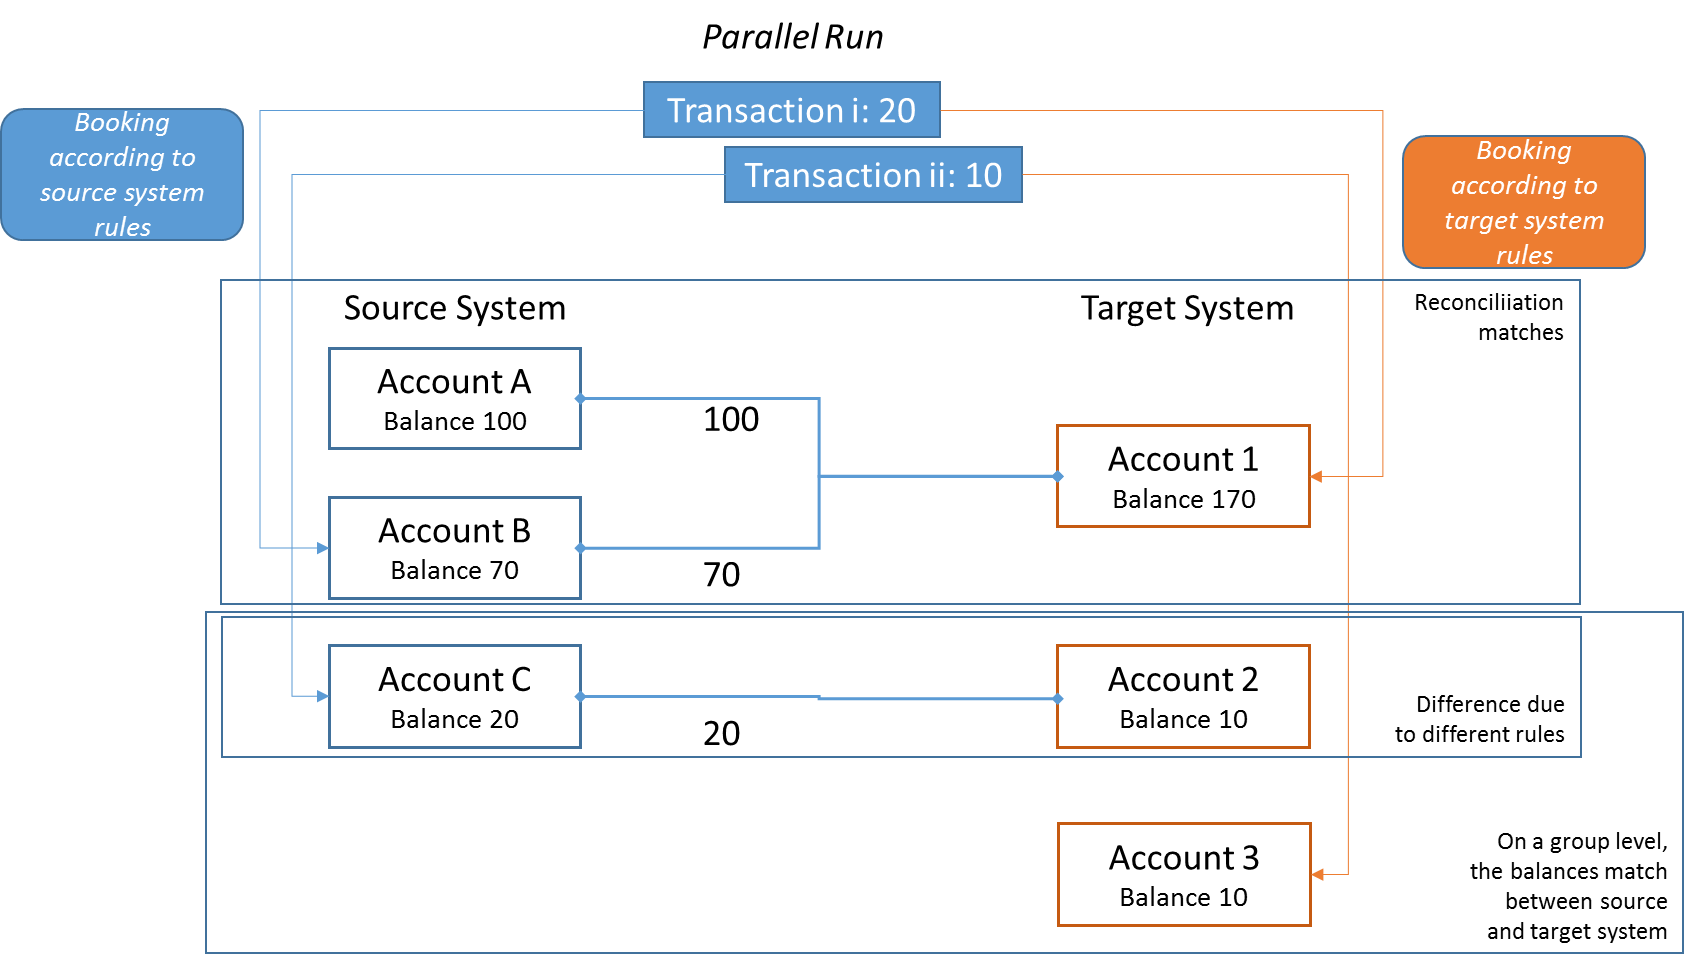 Parallel Run
Transaction i: 20
Transaction ii: 10
Booking
according to
source system
rules
Booking
according to
target system
rules
Source System
Target System
Reconciliiation
matches
Account A
Balance 100
100
Account 1
Balance 170
Account B
Balance 70
70
Account C
Balance 20
20
Account 2
Balance 10
Difference due
to different rules
Account 3
Balance 10
On a group level,
the balances match
between source
and target system